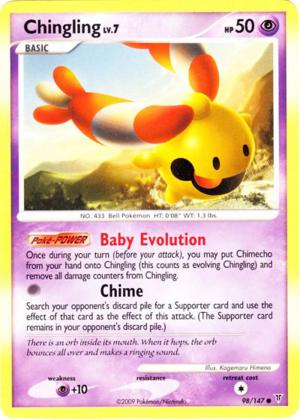 Chingling LV.7 HP 50
BASIC
NO. 433 Bell Pokémon HT: 0'08" WT: 1.3 lbs.
Poké-POWER Baby Evolution
Once during your turn (before your attack), you may put Chimecho
from your hand onto Chingling (this counts as evolving Chingling) and
remove all damage counters from Chingling.
Chime
Search your opponent's discard pile for a Supporter card and use the
effect of that card as the effect of this attack. (The Supporter card
remains in your opponent's discard pile.)
There is an orb inside its mouth. When it hops, the orb
bounces all over and makes a ringing sound.
Illus. Kagemaru Himeno
weakness resistance retreat cost
+10
©2009 Pokémon/Nintendo
98/147